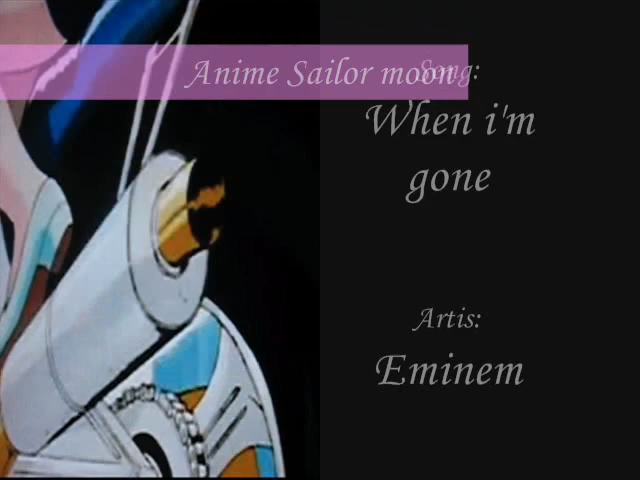 Anime Sailor moon
Song:
When i'm
gone
Artis:
Eminem